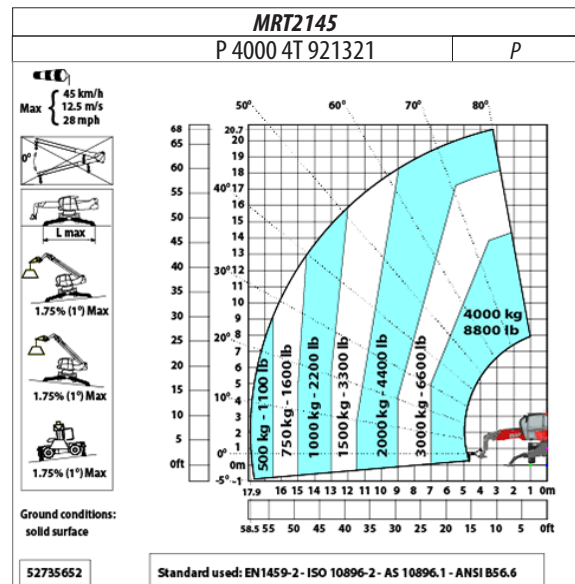 MRT2145
P 4000 4T 921321 P
Max { 45 km/h
12.5 m/s
28 mph
0°
L max
1.75% (1°) Max
1.75% (1°) Max
1.75% (1°) Max
Ground conditions:
solid surface
52735652
50° 60° 70° 80°
40°
30°
20°
10°
0°
-5°
68
65
60
55
50
45
40
35
30
25
20
15
10
5
0ft
20.7
20
19
18
17
16
15
14
13
12
11
10
9
8
7
6
5
4
3
2
1
0m
-1
500 kg - 1100 lb
750 kg - 1600 lb
1000 kg - 2200 lb
1500 kg - 3300 lb
2000 kg - 4400 lb
3000 kg - 6600 lb
4000 kg
8800 lb
17.9 16 15 14 13 12 11 10 9 8 7 6 5 4 3 2 1 0m
58.5 55 50 45 40 35 30 25 20 15 10 5 0ft
Standard used: EN1459-2 - ISO 10896-2 - AS 10896.1 - ANSI B56.6